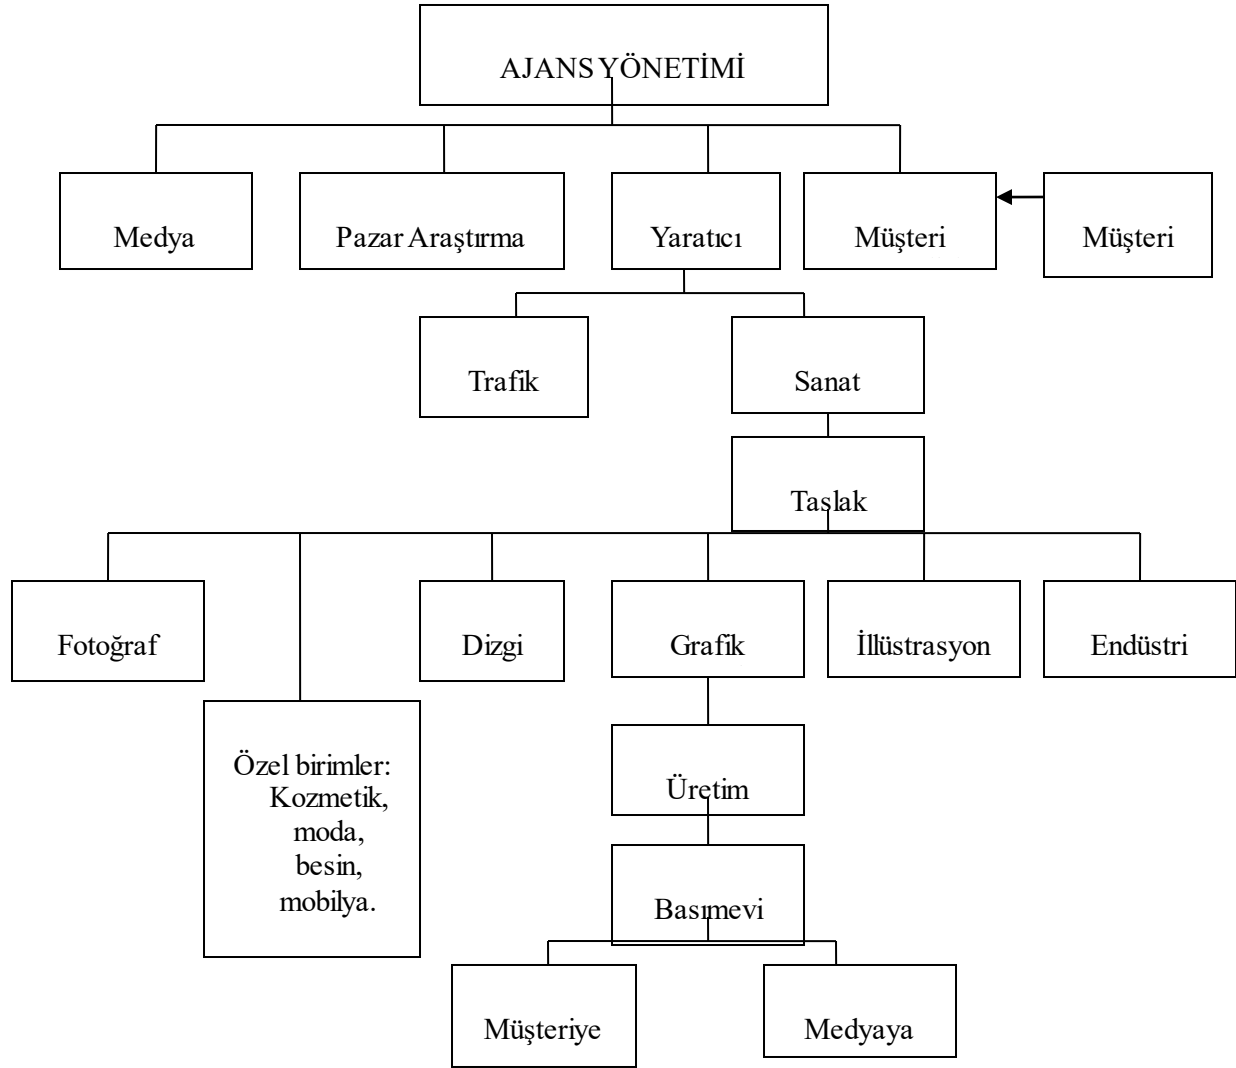 AJANS YÖNETİMİ
Medya
Pazar Araştırma
Yaratıcı
Müşteri
Müşteri
Trafik
Sanat
Taslak
Fotoğraf
Dizgi
Grafik
İllüstrasyon
Endüstri
Özel birimler:
Kozmetik,
moda,
besin,
mobilya.
Üretim
Basımevi
Müşteriye
Medyaya